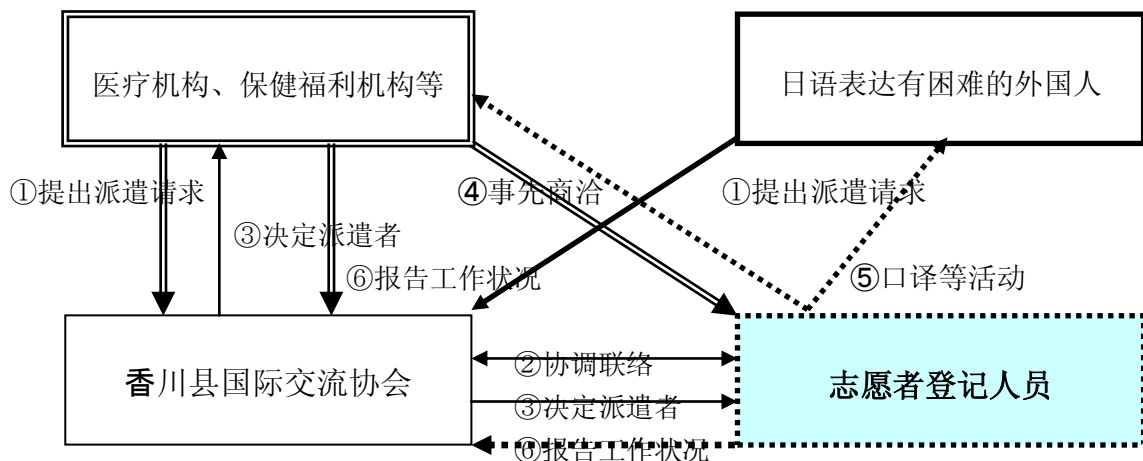 医疗机构、保健福利机构等
日语表达有困难的外国人
①提出派遣请求
④事先商洽
①提出派遣请求
③决定派遣者
⑥报告工作状况
⑤口译等活动
香川县国际交流协会
②协调联络
③决定派遣者
⑥报告工作状况
志愿者登记人员